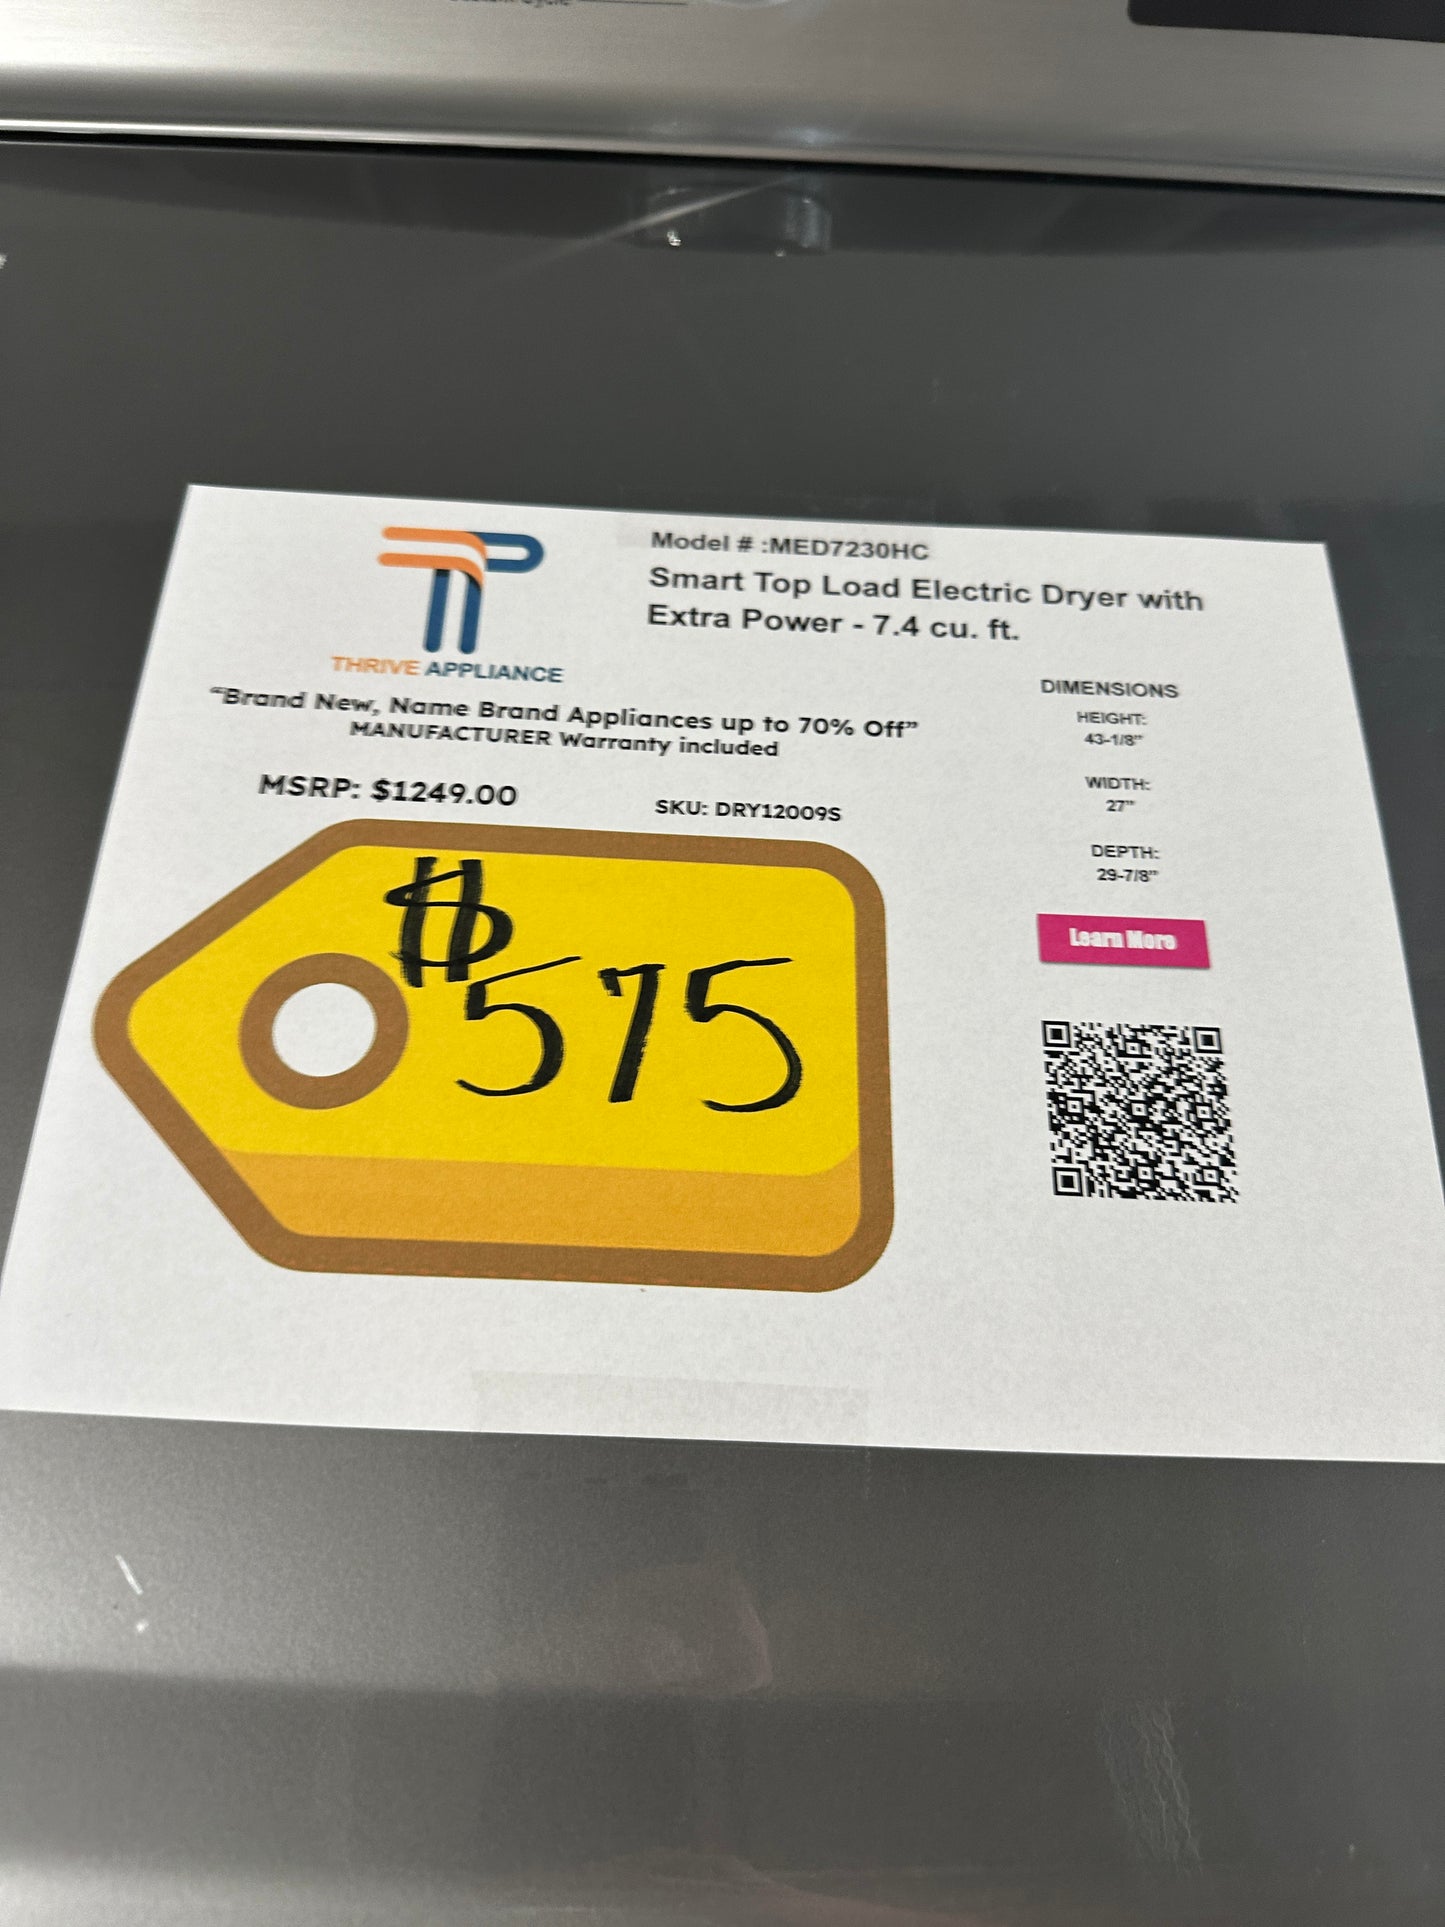 Model # :MED7230HC
Smart Top Load Electric Dryer with
Extra Power - 7.4 cu. ft.
THRIVE APPLIANCE
“Brand New, Name Brand Appliances up to 70% Off”
MANUFACTURER Warranty included
MSRP: $1249.00
SKU: DRY12009S
$575
DIMENSIONS
HEIGHT:
43-1/8”
WIDTH:
27”
DEPTH:
29-7/8”
Learn More